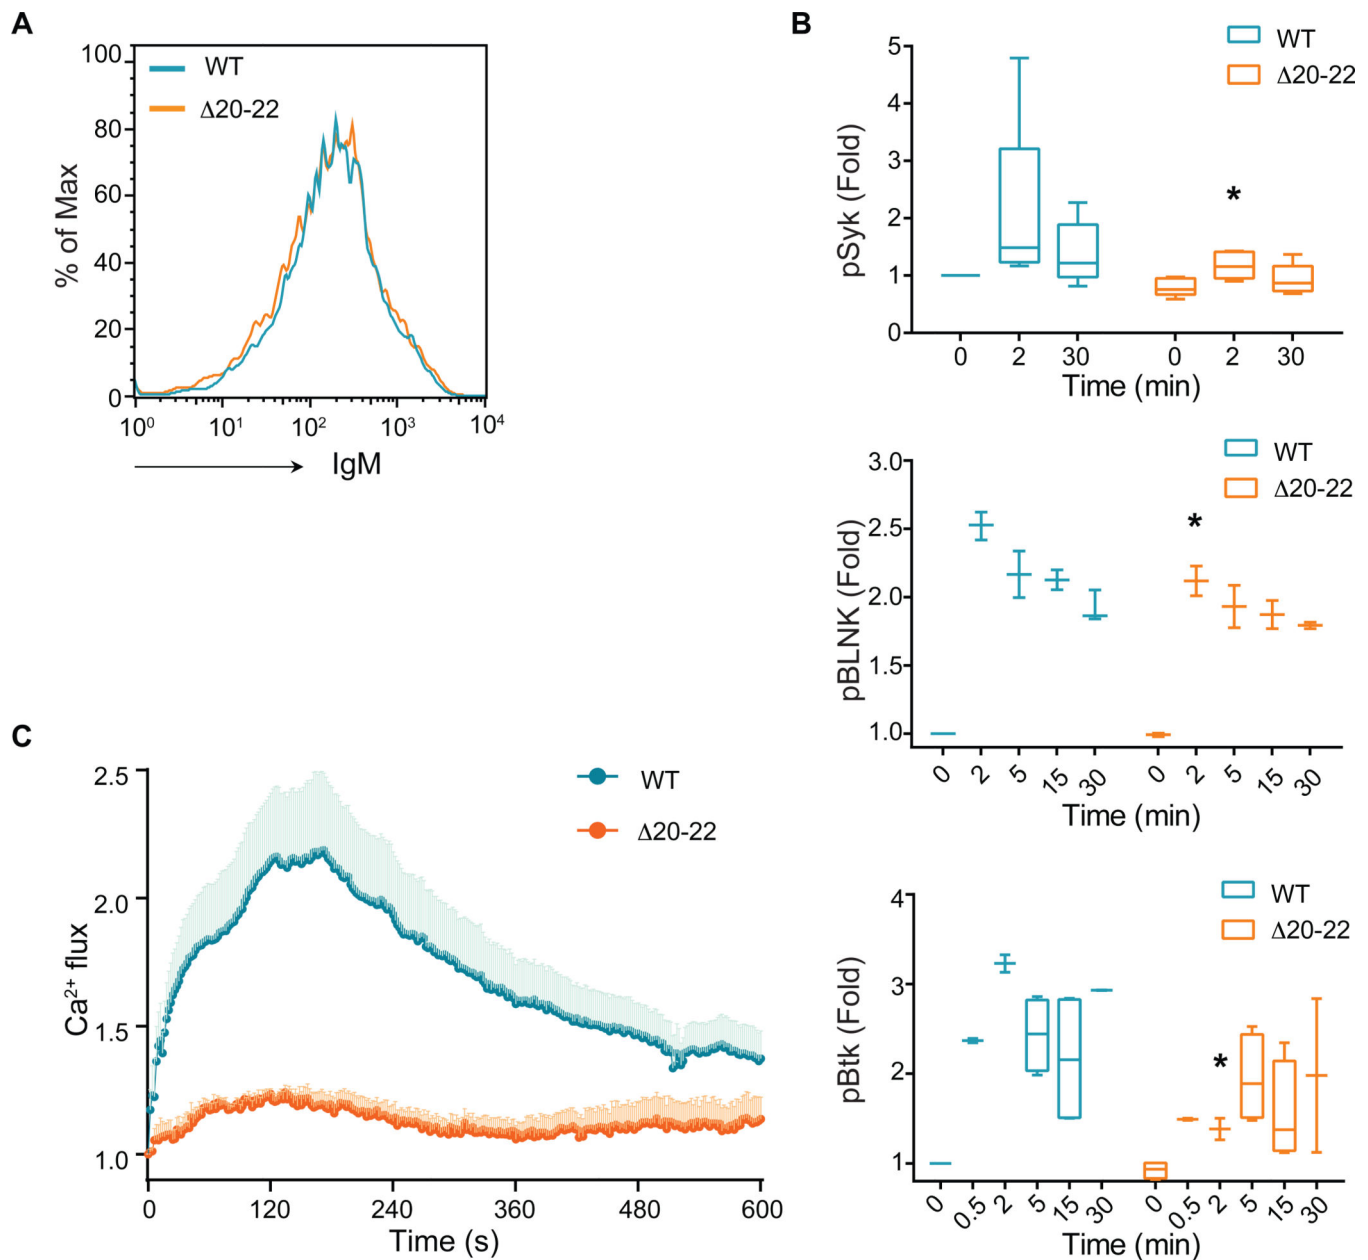 A
WT
Δ20-22
% of Max
100
80
60
40
20
0
10⁰ 10¹ 10² 10³ 10⁴
IgM
B
WT
Δ20-22
pSyk (Fold)
5
4
3
2
1
0
*
0 2 30 0 2 30
Time (min)
WT
Δ20-22
pBLNK (Fold)
3.0
2.5
2.0
1.5
1.0
*
0 2 5 15 30 0 2 5 15 30
Time (min)
WT
Δ20-22
pBtk (Fold)
4
3
2
1
*
0 0.5 2 5 15 30 0 0.5 2 5 15 30
Time (min)
C
WT
Δ20-22
Ca²⁺ flux
2.5
2.0
1.5
1.0
0 120 240 360 480 600
Time (s)